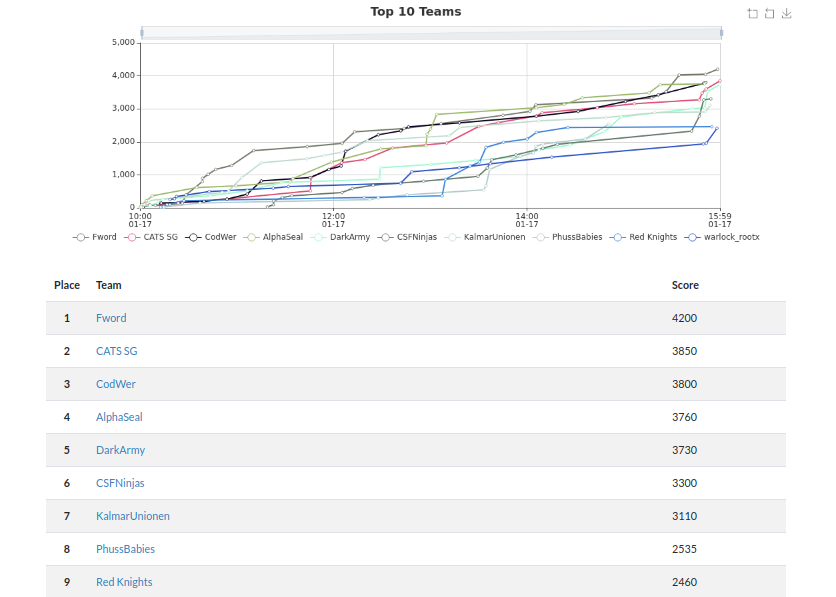 Top 10 Teams
5,000
4,000
3,000
2,000
1,000
0
10:00 12:00 14:00 15:59
01-17 01-17 01-17 01-17
Fword CATS SG CodWer AlphaSeal DarkArmy CSFNinjas KalmarUnionen PhussBabies Red Knights warlock_rootx
Place Team Score
1 Fword 4200
2 CATS SG 3850
3 CodWer 3800
4 AlphaSeal 3760
5 DarkArmy 3730
6 CSFNinjas 3300
7 KalmarUnionen 3110
8 PhussBabies 2535
9 Red Knights 2460